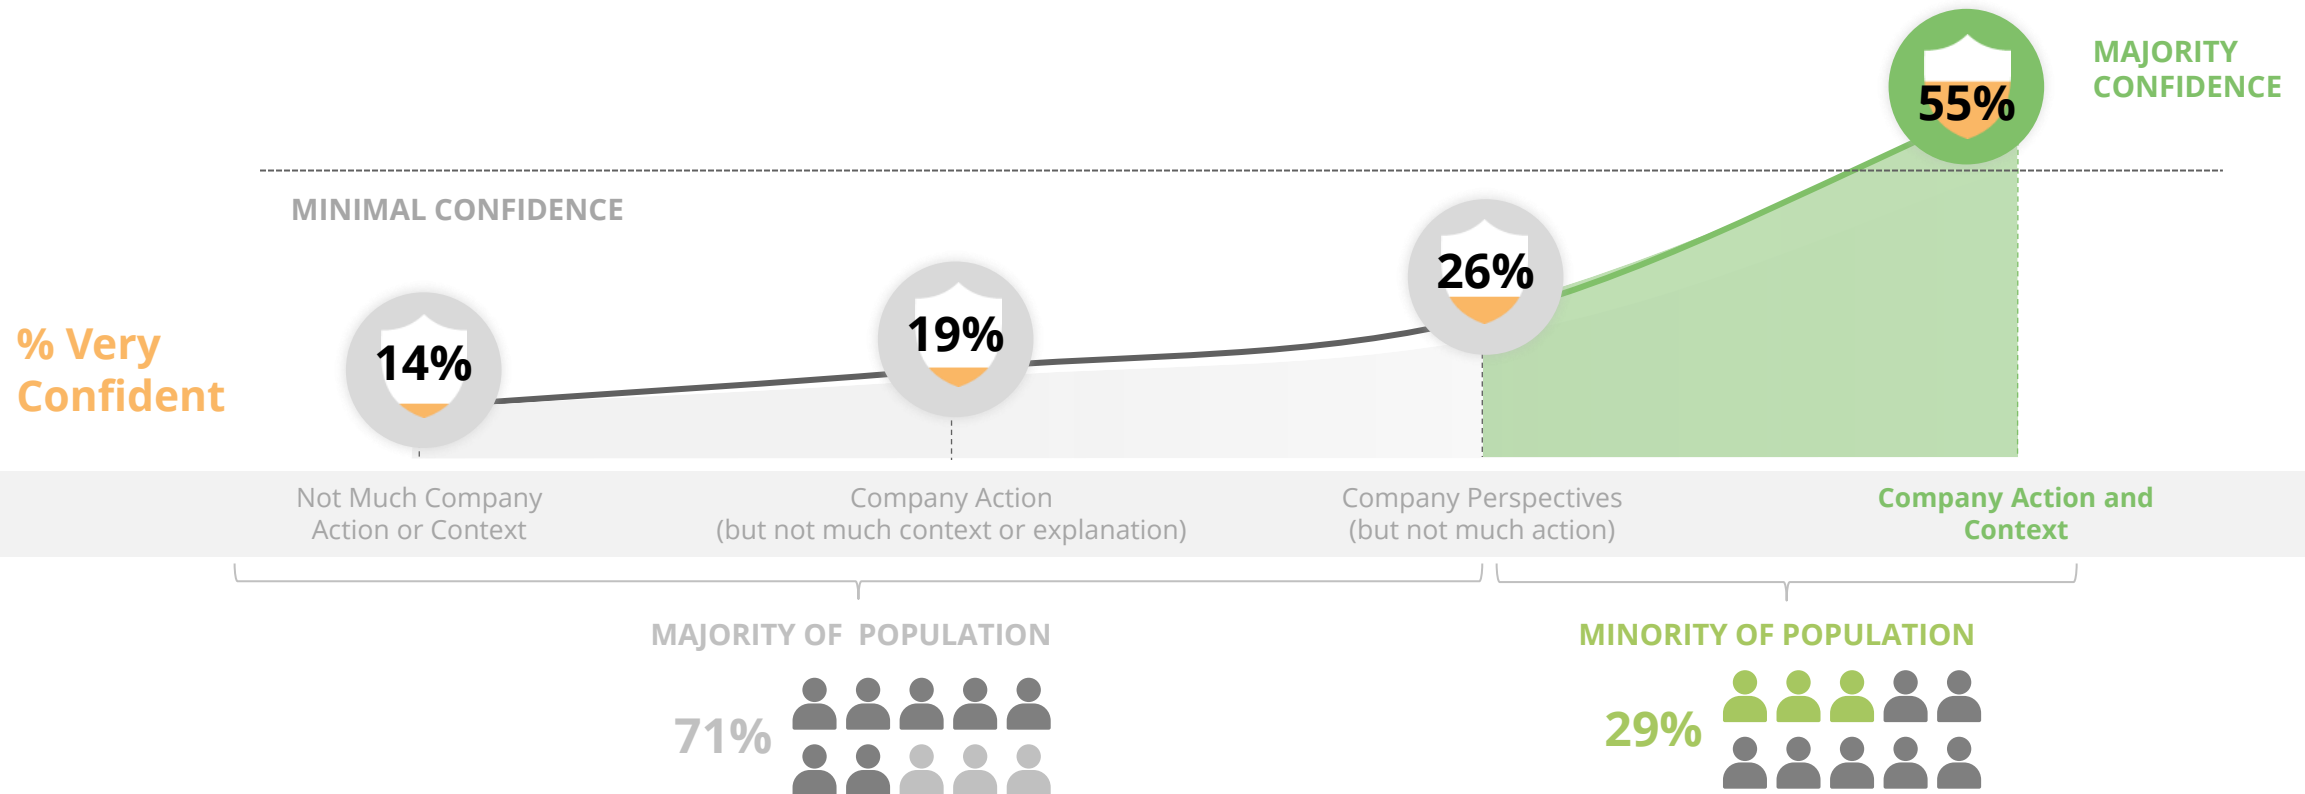 MAJORITY
CONFIDENCE
55%
MINIMAL CONFIDENCE
26%
19%
14%
% Very
Confident
Not Much Company
Action or Context
Company Action
(but not much context or explanation)
Company Perspectives
(but not much action)
Company Action and
Context
MAJORITY OF  POPULATION
71%
MINORITY OF POPULATION
29%